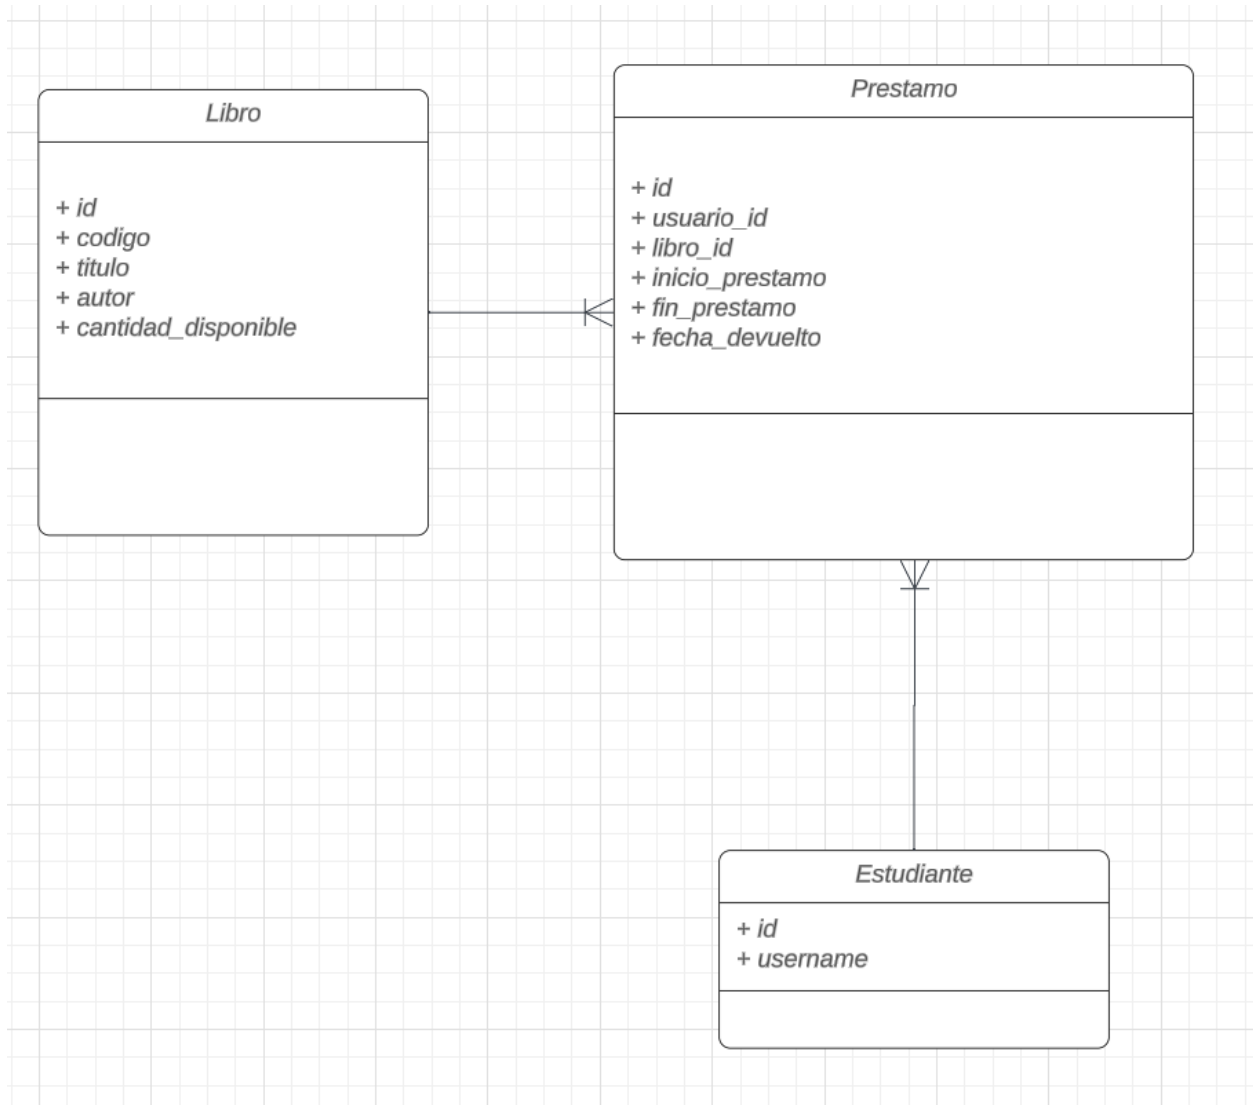 Libro
+ id
+ codigo
+ titulo
+ autor
+ cantidad_disponible
Prestamo
+ id
+ usuario_id
+ libro_id
+ inicio_prestamo
+ fin_prestamo
+ fecha_devuelto
Estudiante
+ id
+ username